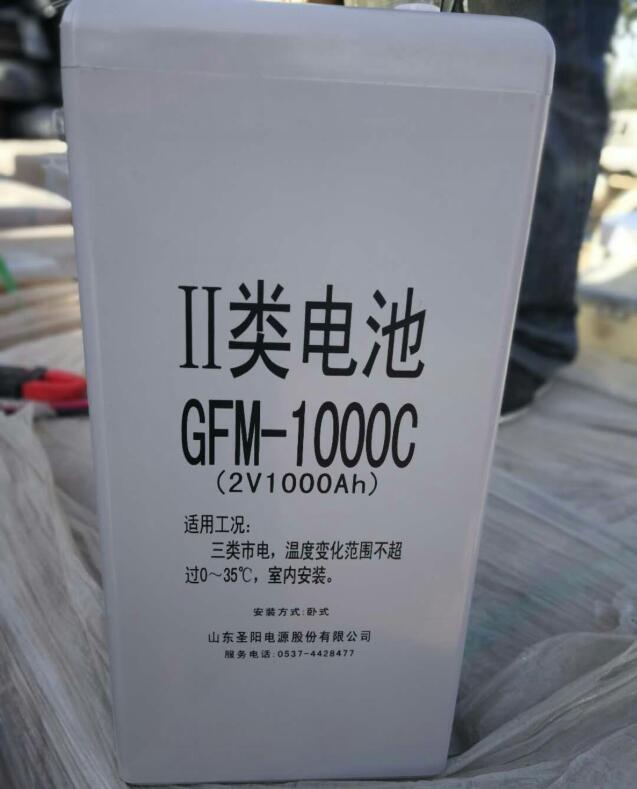 II类电池
GFM-1000C
(2V1000Ah)
适用工况:
三类市电，温度变化范围不超
过0～35℃，室内安装。
安装方式:卧式
山东圣阳电源股份有限公司
服务电话:0537-4428477